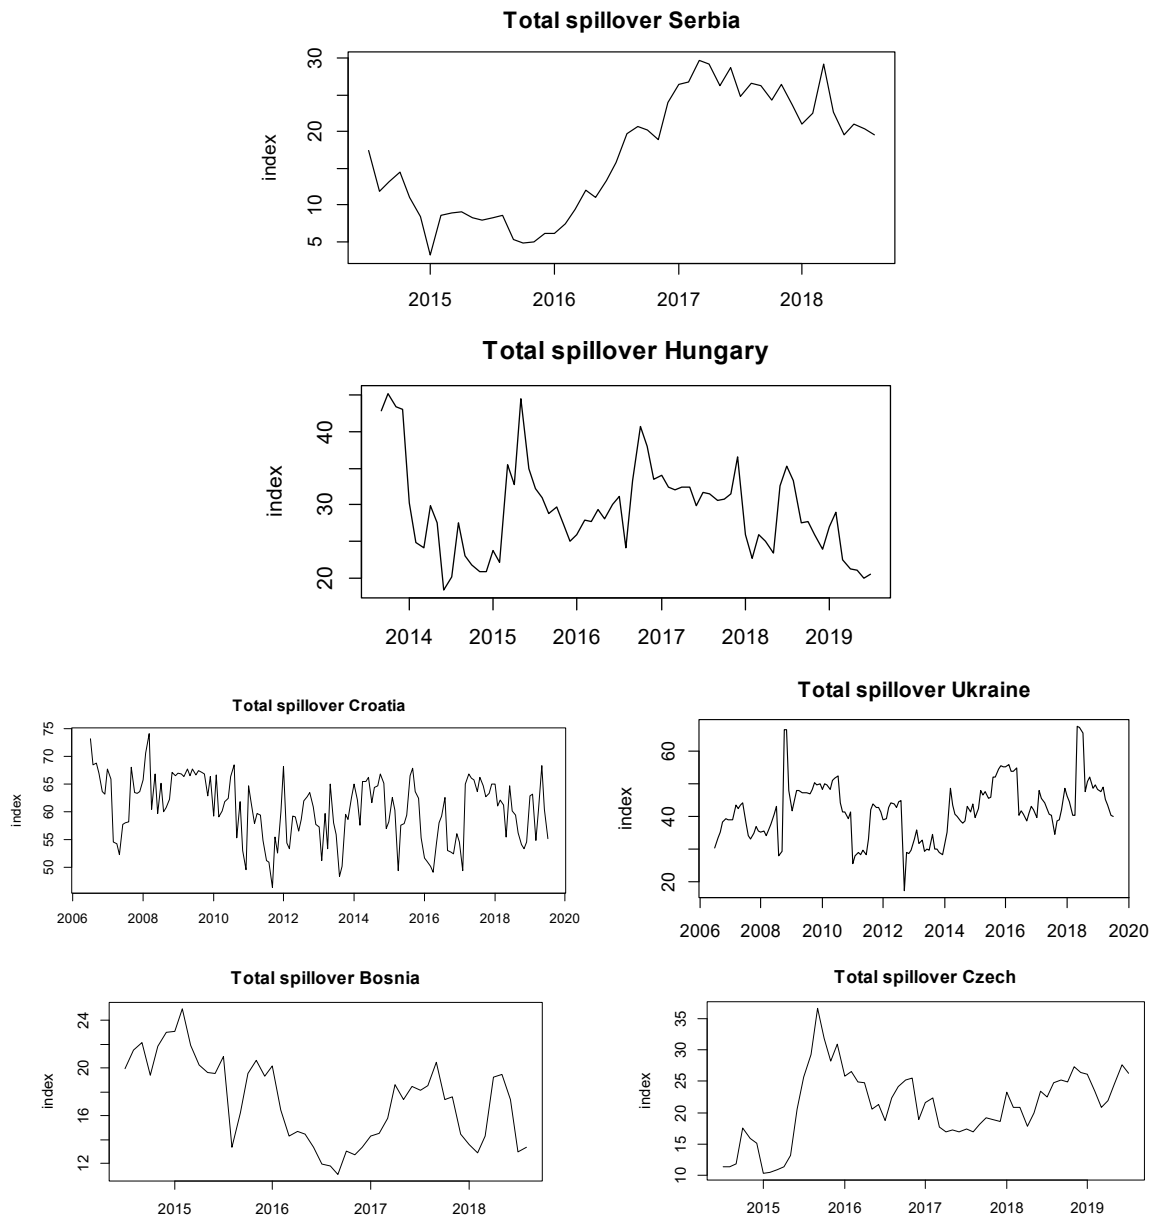 Total spillover Serbia
30
20
10
5
index
2015 2016 2017 2018
Total spillover Hungary
40
30
20
index
2014 2015 2016 2017 2018 2019
Total spillover Croatia
75
70
65
60
55
50
index
2006 2008 2010 2012 2014 2016 2018 2020
Total spillover Ukraine
60
40
20
index
2006 2008 2010 2012 2014 2016 2018 2020
Total spillover Bosnia
24
20
16
12
index
2015 2016 2017 2018
Total spillover Czech
35
30
25
20
15
10
index
2015 2016 2017 2018 2019